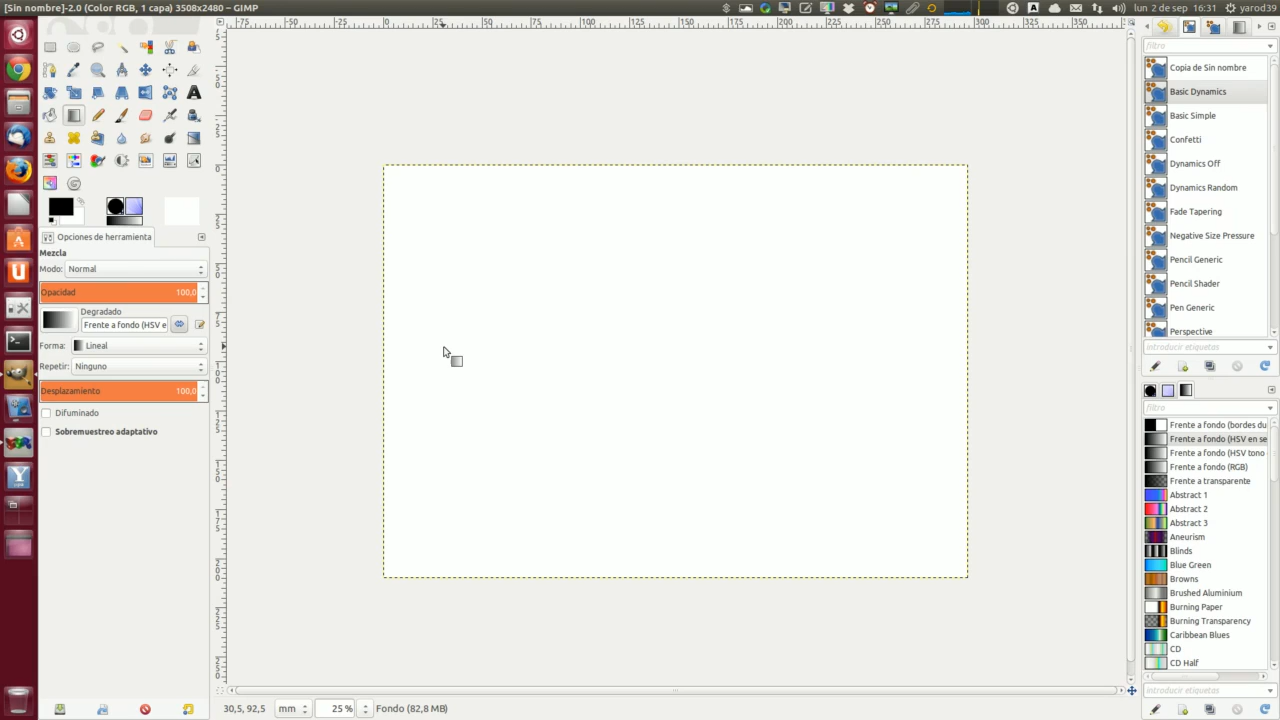 [Sin nombre]-2.0 (Color RGB, 1 capa) 3508x2480 – GIMP
lun 2 de sep
16:31
yarod39
Opciones de herramienta
Mezcla
Modo: Normal
Opacidad 100,0
Degradado
Frente a fondo (HSV e
Forma: Lineal
Repetir: Ninguno
Desplazamiento 100,0
Difuminado
Sobremuestreo adaptativo
30,5, 92,5
mm
25 %
Fondo (82,8 MB)
filtro
Copia de Sin nombre
Basic Dynamics
Basic Simple
Confetti
Dynamics Off
Dynamics Random
Fade Tapering
Negative Size Pressure
Pencil Generic
Pencil Shader
Pen Generic
Perspective
introducir etiquetas
filtro
Frente a fondo (bordes du
Frente a fondo (HSV en se
Frente a fondo (HSV tono
Frente a fondo (RGB)
Frente a transparente
Abstract 1
Abstract 2
Abstract 3
Aneurism
Blinds
Blue Green
Browns
Brushed Aluminium
Burning Paper
Burning Transparency
Caribbean Blues
CD
CD Half
introducir etiquetas